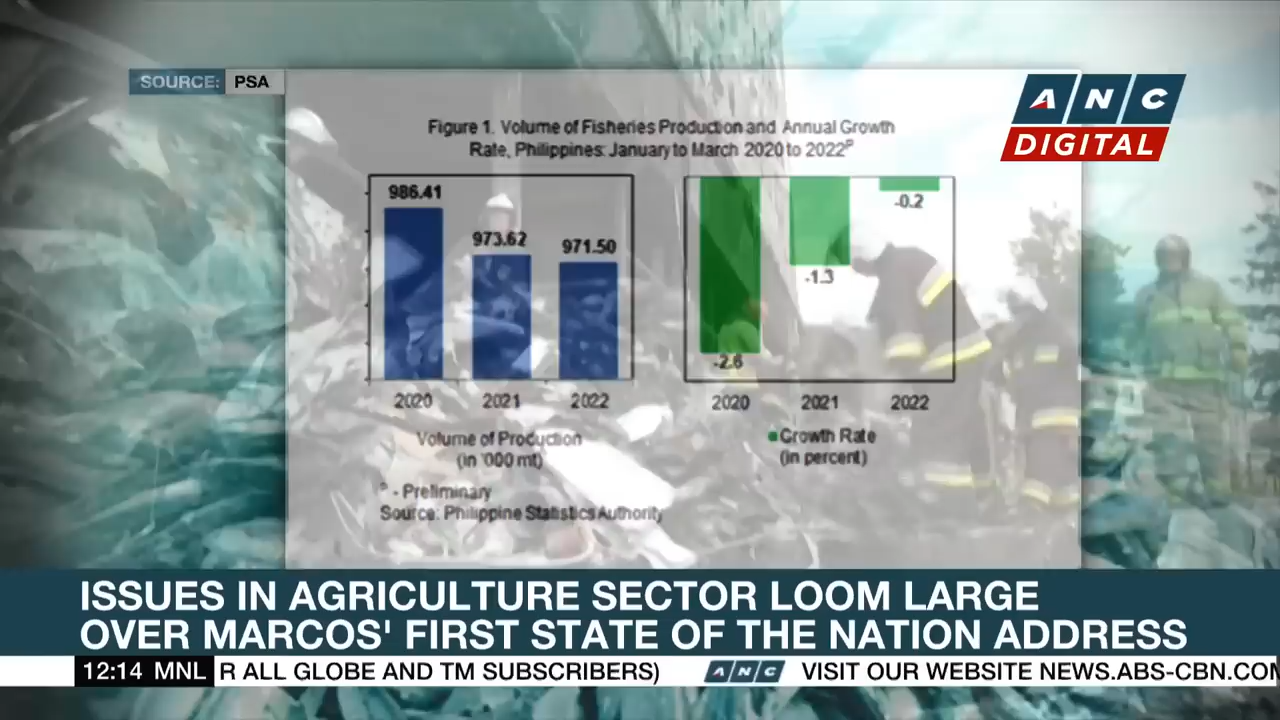 SOURCE: PSA
ANC
DIGITAL
Figure 1. Volume of Fisheries Production and Annual Growth
Rate, Philippines: January to March 2020 to 2022ᴾ
986.41
973.62
971.50
2020 2021 2022
Volume of Production
(in '000 mt)
-2.6
-1.3
-0.2
2020 2021 2022
Growth Rate
(in percent)
ᴾ - Preliminary
Source: Philippine Statistics Authority
ISSUES IN AGRICULTURE SECTOR LOOM LARGE
OVER MARCOS' FIRST STATE OF THE NATION ADDRESS
12:14 MNL R ALL GLOBE AND TM SUBSCRIBERS) ANC VISIT OUR WEBSITE NEWS.ABS-CBN.COM